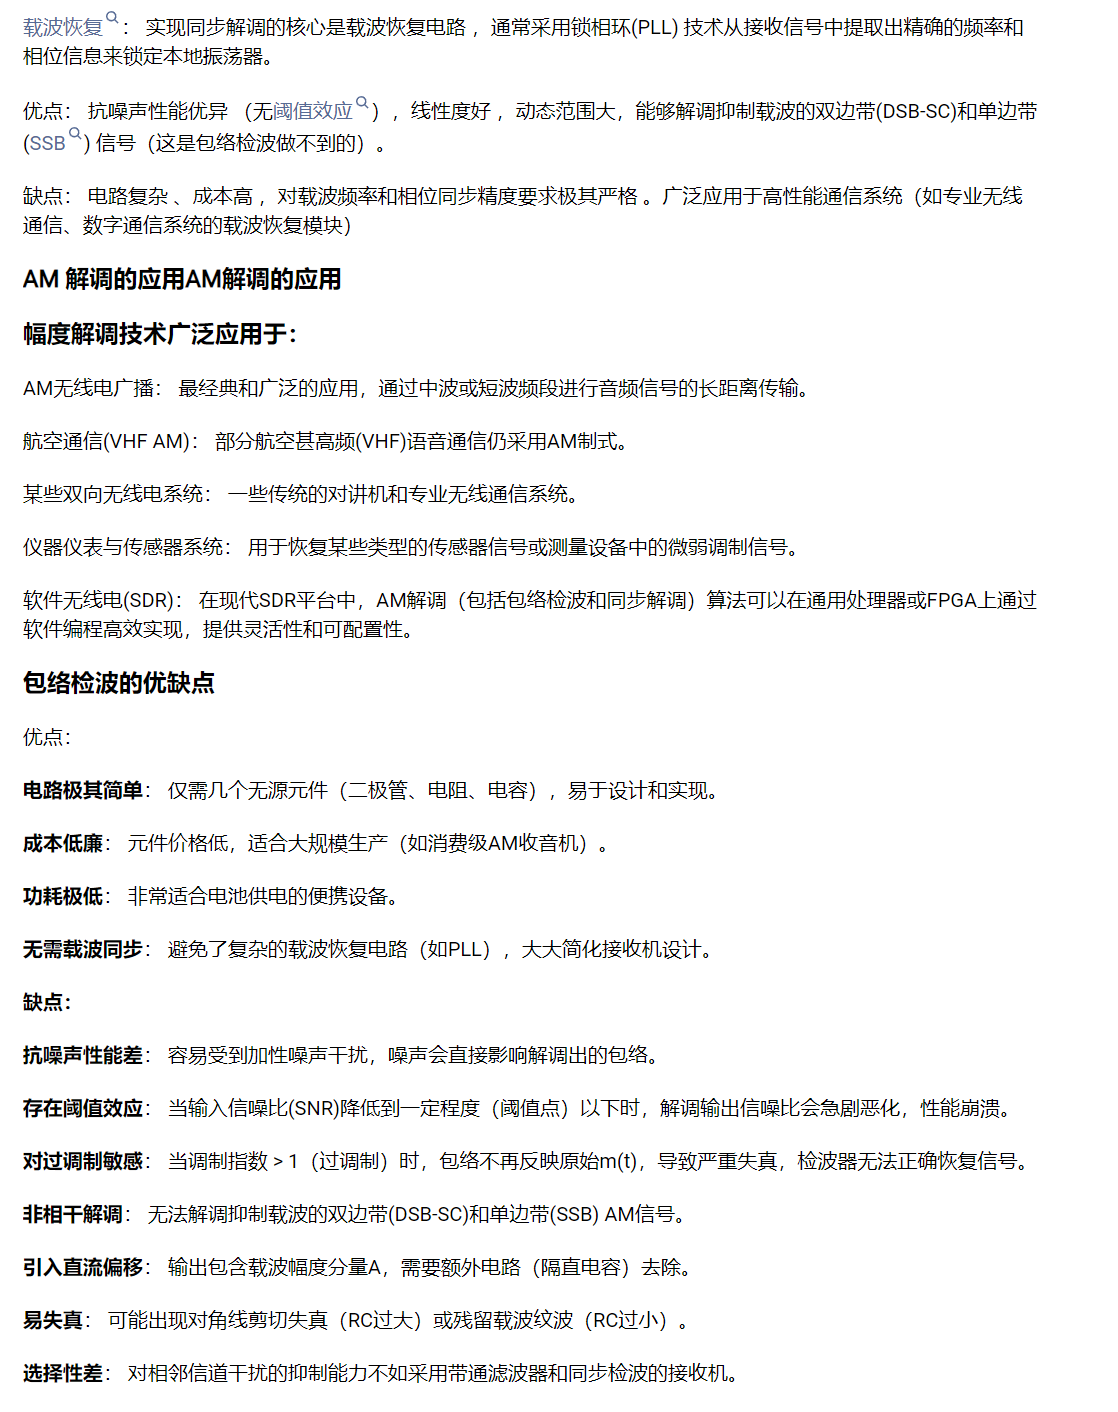 载波恢复： 实现同步解调的核心是载波恢复电路 ，通常采用锁相环(PLL) 技术从接收信号中提取出精确的频率和
相位信息来锁定本地振荡器。
优点： 抗噪声性能优异 （无阈值效应），线性度好 ，动态范围大，能够解调抑制载波的双边带(DSB-SC)和单边带
(SSB) 信号（这是包络检波做不到的）。
缺点： 电路复杂 、成本高 ，对载波频率和相位同步精度要求极其严格 。广泛应用于高性能通信系统（如专业无线
通信、数字通信系统的载波恢复模块）
AM 解调的应用AM解调的应用
幅度解调技术广泛应用于：
AM无线电广播： 最经典和广泛的应用，通过中波或短波频段进行音频信号的长距离传输。
航空通信(VHF AM)： 部分航空甚高频(VHF)语音通信仍采用AM制式。
某些双向无线电系统： 一些传统的对讲机和专业无线通信系统。
仪器仪表与传感器系统： 用于恢复某些类型的传感器信号或测量设备中的微弱调制信号。
软件无线电(SDR)： 在现代SDR平台中，AM解调（包括包络检波和同步解调）算法可以在通用处理器或FPGA上通过
软件编程高效实现，提供灵活性和可配置性。
包络检波的优缺点
优点：
电路极其简单： 仅需几个无源元件（二极管、电阻、电容），易于设计和实现。
成本低廉： 元件价格低，适合大规模生产（如消费级AM收音机）。
功耗极低： 非常适合电池供电的便携设备。
无需载波同步： 避免了复杂的载波恢复电路（如PLL），大大简化接收机设计。
缺点：
抗噪声性能差： 容易受到加性噪声干扰，噪声会直接影响解调出的包络。
存在阈值效应： 当输入信噪比(SNR)降低到一定程度（阈值点）以下时，解调输出信噪比会急剧恶化，性能崩溃。
对过调制敏感： 当调制指数 > 1（过调制）时，包络不再反映原始m(t)，导致严重失真，检波器无法正确恢复信号。
非相干解调： 无法解调抑制载波的双边带(DSB-SC)和单边带(SSB) AM信号。
引入直流偏移： 输出包含载波幅度分量A，需要额外电路（隔直电容）去除。
易失真： 可能出现对角线剪切失真（RC过大）或残留载波纹波（RC过小）。
选择性差： 对相邻信道干扰的抑制能力不如采用带通滤波器和同步检波的接收机。